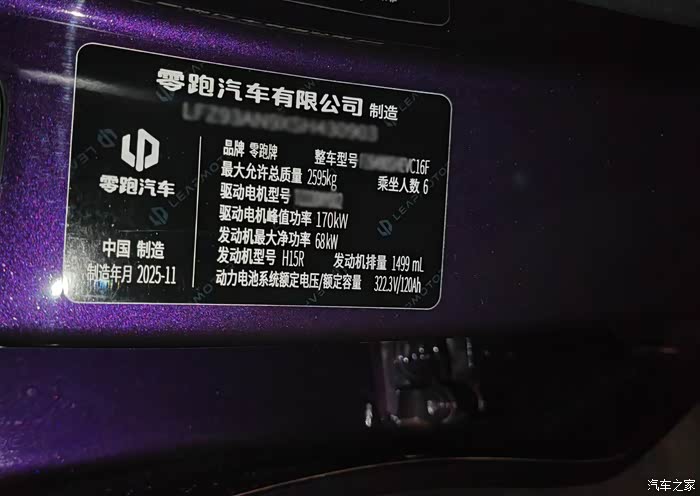 零跑汽车有限公司 制造
零跑汽车
中国 制造
制造年月 2025-11
品牌 零跑牌 整车型号 VC16F
最大允许总质量 2595kg 乘坐人数 6
驱动电机型号
驱动电机峰值功率 170kW
发动机最大净功率 68kW
发动机型号 H15R 发动机排量 1499 mL
动力电池系统额定电压/额定容量 322.3V/120Ah
LEAPMOTOR
汽车之家